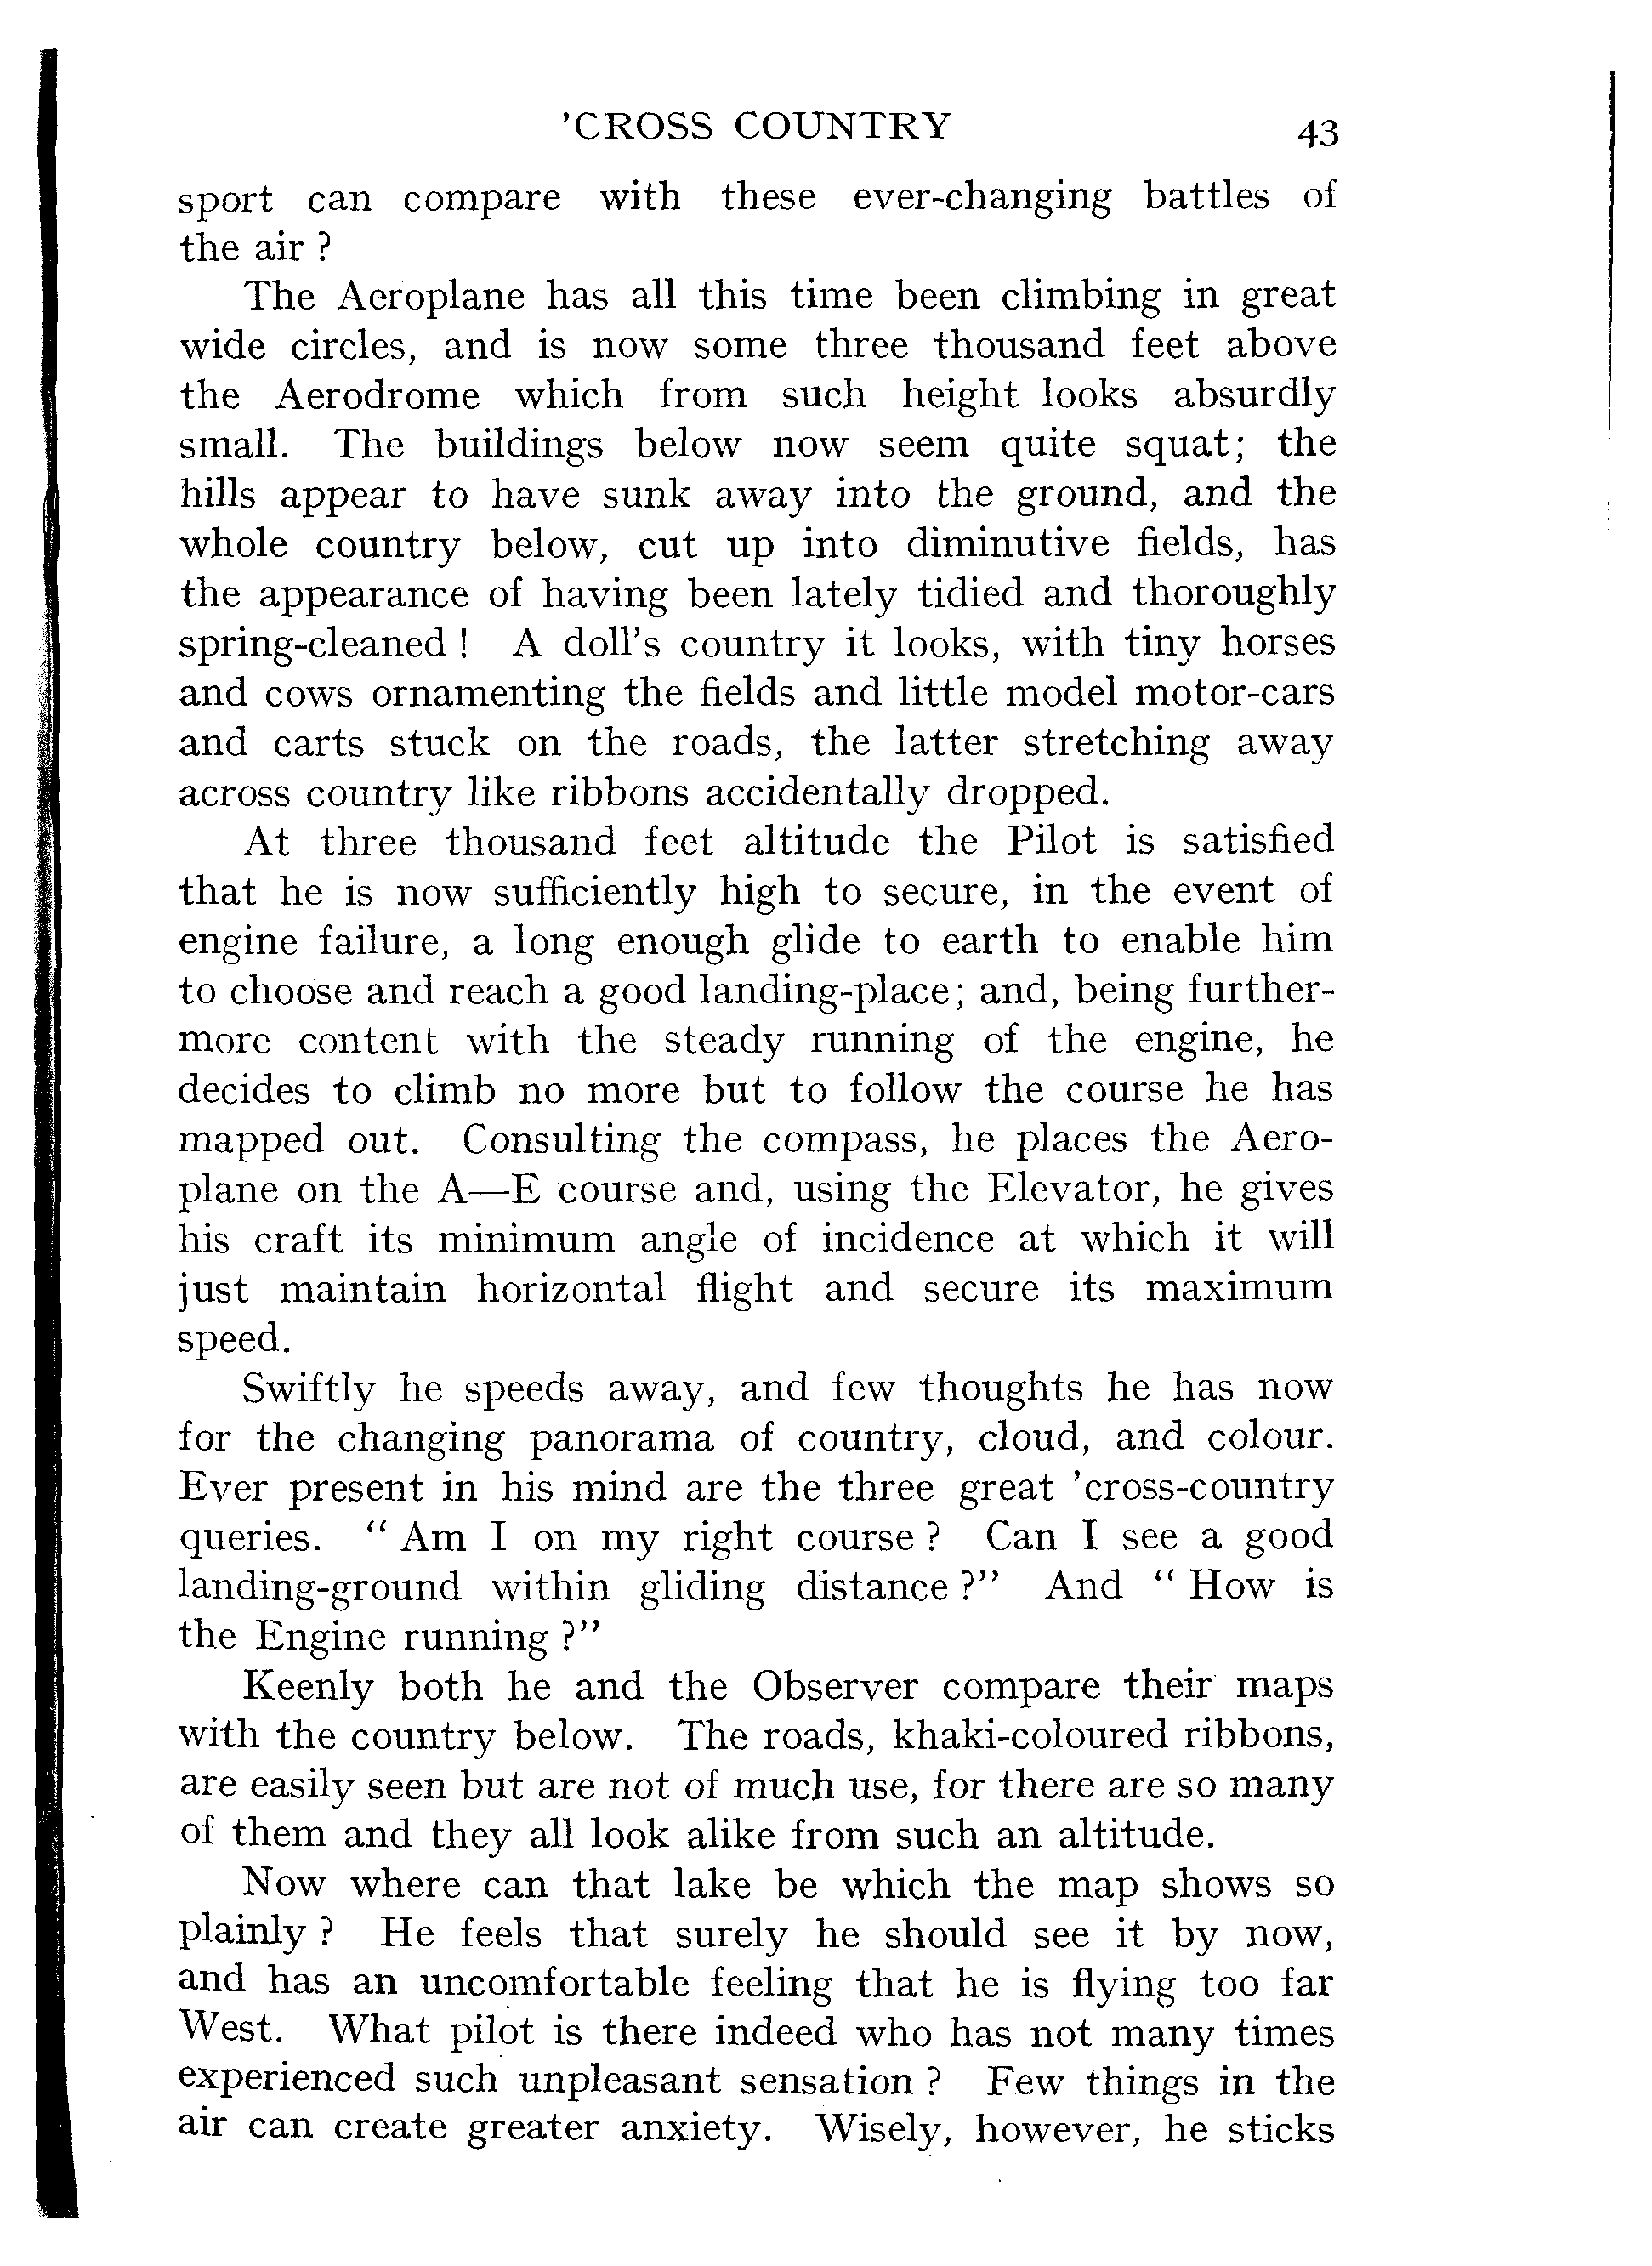 'CROSS COUNTRY 43
sport can compare with these ever-changing battles of
the air ?
The Aeroplane has all this time been climbing in great
wide circles, and is now some three thousand feet above
the Aerodrome which from such height looks absurdly
small. The buildings below now seem quite squat; the
hills appear to have sunk away into the ground, and the
whole country below, cut up into diminutive fields, has
the appearance of having been lately tidied and thoroughly
spring-cleaned ! A doll's country it looks, with tiny horses
and cows ornamenting the fields and little model motor-cars
and carts stuck on the roads, the latter stretching away
across country like ribbons accidentally dropped.
At three thousand feet altitude the Pilot is satisfied
that he is now sufficiently high to secure, in the event of
engine failure, a long enough glide to earth to enable him
to choose and reach a good landing-place; and, being further-
more content with the steady running of the engine, he
decides to climb no more but to follow the course he has
mapped out. Consulting the compass, he places the Aero-
plane on the A—E course and, using the Elevator, he gives
his craft its minimum angle of incidence at which it will
just maintain horizontal flight and secure its maximum
speed.
Swiftly he speeds away, and few thoughts he has now
for the changing panorama of country, cloud, and colour.
Ever present in his mind are the three great 'cross-country
queries. “ Am I on my right course ? Can I see a good
landing-ground within gliding distance ?” And “ How is
the Engine running ?”
Keenly both he and the Observer compare their maps
with the country below. The roads, khaki-coloured ribbons,
are easily seen but are not of much use, for there are so many
of them and they all look alike from such an altitude.
Now where can that lake be which the map shows so
plainly ? He feels that surely he should see it by now,
and has an uncomfortable feeling that he is flying too far
West. What pilot is there indeed who has not many times
experienced such unpleasant sensation ? Few things in the
air can create greater anxiety. Wisely, however, he sticks